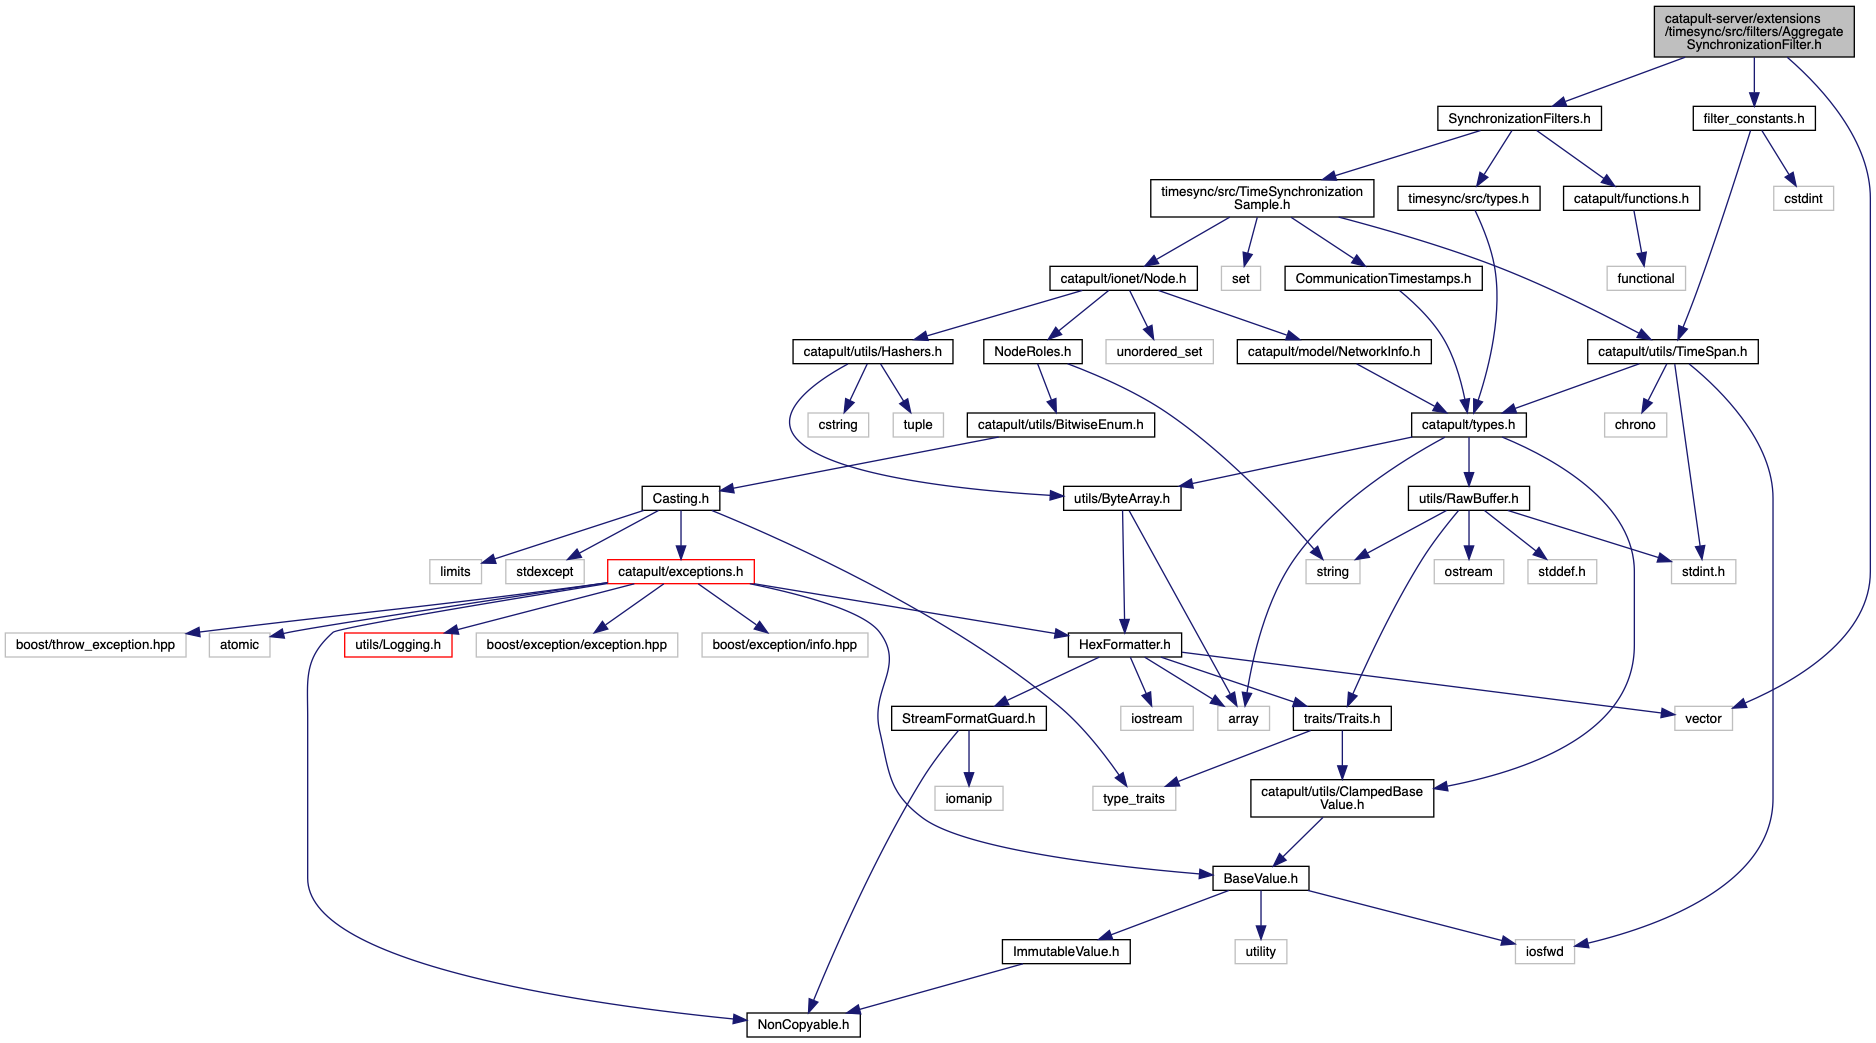 catapult-server/extensions
/timesync/src/filters/Aggregate
SynchronizationFilter.h
SynchronizationFilters.h
filter_constants.h
timesync/src/TimeSynchronization
Sample.h
timesync/src/types.h
catapult/functions.h
cstdint
catapult/ionet/Node.h
set
CommunicationTimestamps.h
functional
catapult/utils/Hashers.h
NodeRoles.h
unordered_set
catapult/model/NetworkInfo.h
catapult/utils/TimeSpan.h
cstring
tuple
catapult/utils/BitwiseEnum.h
catapult/types.h
chrono
Casting.h
utils/ByteArray.h
utils/RawBuffer.h
limits
stdexcept
catapult/exceptions.h
string
ostream
stddef.h
stdint.h
boost/throw_exception.hpp
atomic
utils/Logging.h
boost/exception/exception.hpp
boost/exception/info.hpp
HexFormatter.h
StreamFormatGuard.h
iostream
array
traits/Traits.h
vector
iomanip
type_traits
catapult/utils/ClampedBase
Value.h
BaseValue.h
ImmutableValue.h
utility
iosfwd
NonCopyable.h